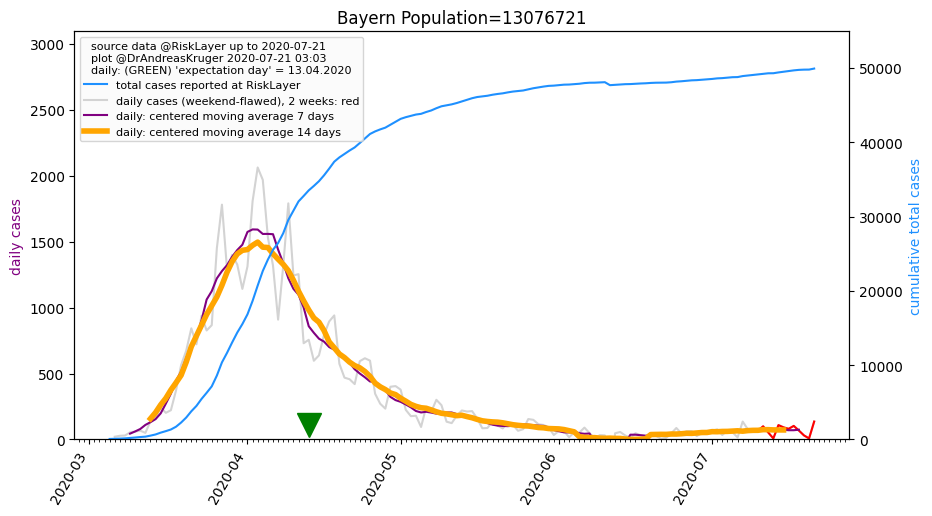 Bayern Population=13076721
source data @RiskLayer up to 2020-07-21
plot @DrAndreasKruger 2020-07-21 03:03
daily: (GREEN) 'expectation day' = 13.04.2020
total cases reported at RiskLayer
daily cases (weekend-flawed), 2 weeks: red
daily: centered moving average 7 days
daily: centered moving average 14 days
daily cases
3000
2500
2000
1500
1000
500
0
50000
40000
30000
20000
10000
0
cumulative total cases
2020-03
2020-04
2020-05
2020-06
2020-07